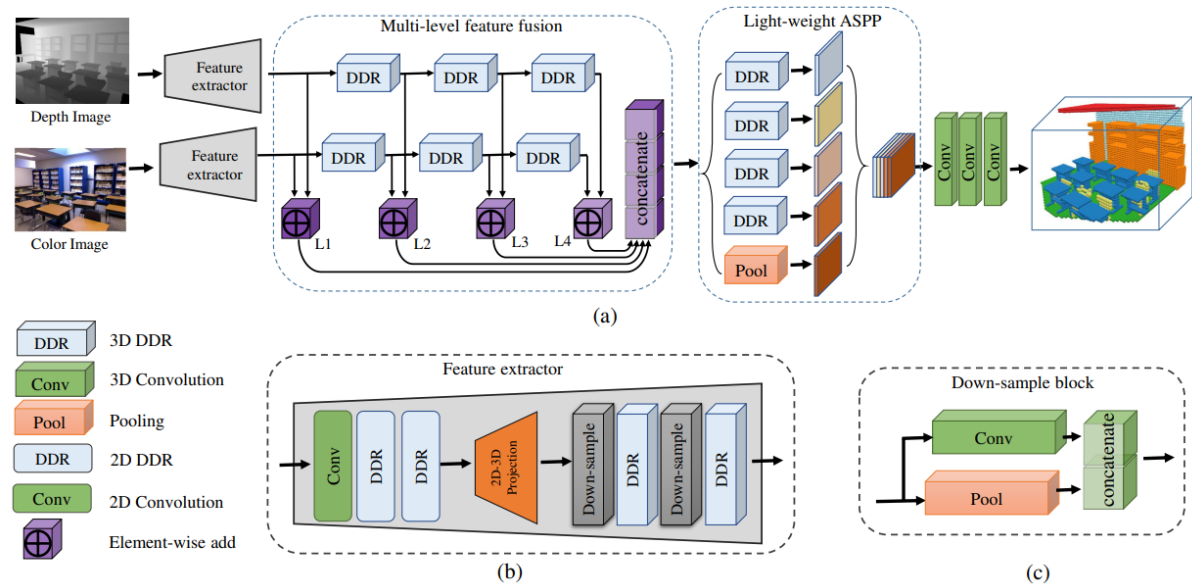 Multi-level feature fusion
Light-weight ASPP
Feature
extractor
DDR
DDR
DDR
Depth Image
Feature
extractor
DDR
DDR
DDR
Color Image
L1
L2
L3
L4
concatenate
DDR
DDR
DDR
DDR
Pool
Conv
Conv
Conv
(a)
DDR
3D DDR
Conv
3D Convolution
Pool
Pooling
DDR
2D DDR
Conv
2D Convolution
Element-wise add
Feature extractor
Conv
DDR
DDR
2D-3D
Projection
Down-sample
DDR
Down-sample
DDR
(b)
Down-sample block
Conv
Pool
concatenate
(c)